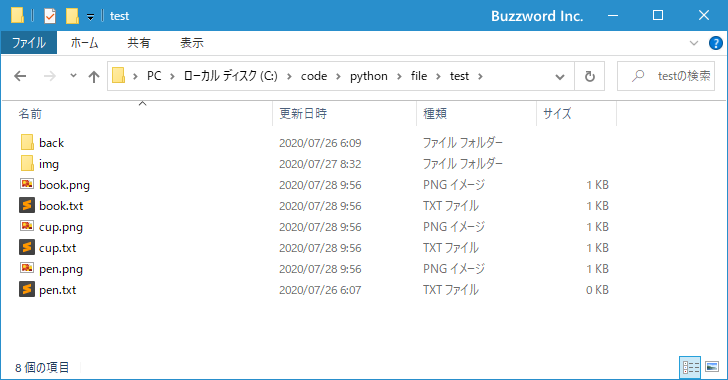 test Buzzword Inc.
ファイル ホーム 共有 表示
PC ローカル ディスク (C:) code python file test testの検索
名前 更新日時 種類 サイズ
back 2020/07/26 6:09 ファイル フォルダー
img 2020/07/27 8:32 ファイル フォルダー
book.png 2020/07/28 9:56 PNG イメージ 1 KB
book.txt 2020/07/28 9:56 TXT ファイル 1 KB
cup.png 2020/07/28 9:56 PNG イメージ 1 KB
cup.txt 2020/07/28 9:56 TXT ファイル 1 KB
pen.png 2020/07/28 9:56 PNG イメージ 1 KB
pen.txt 2020/07/26 6:07 TXT ファイル 0 KB
8 個の項目